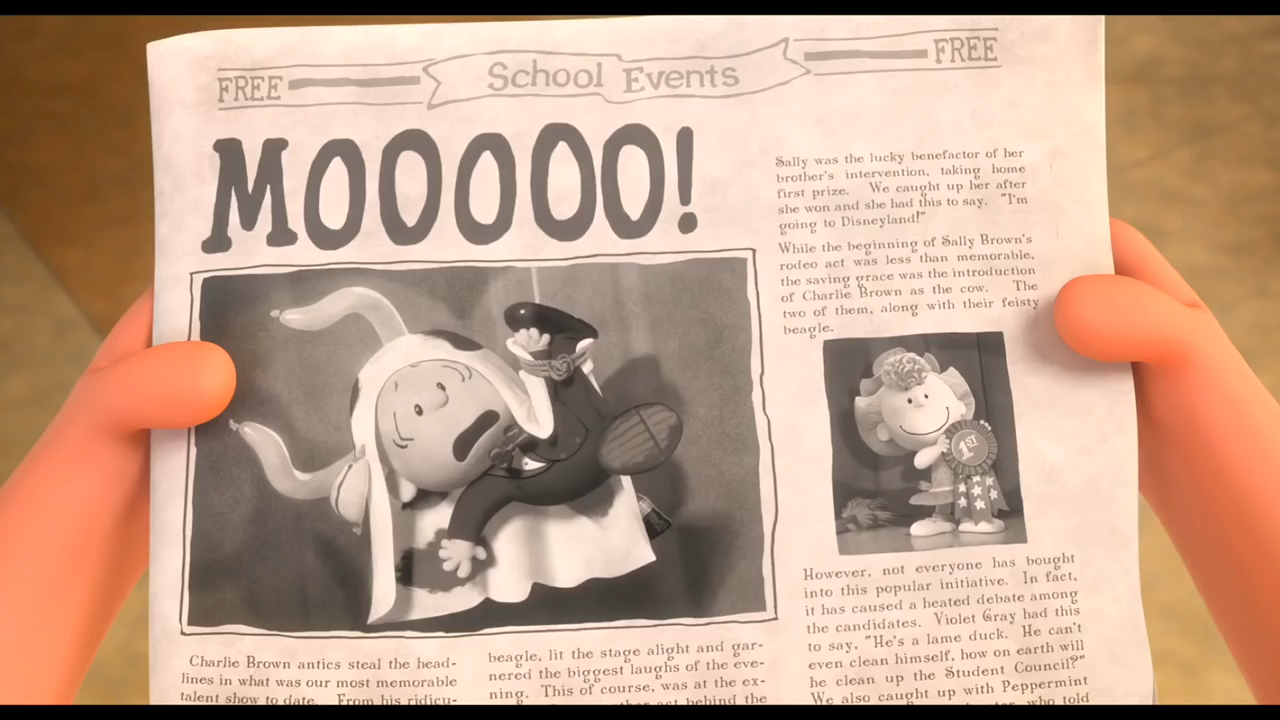 FREE School Events FREE
MOOOOO!
Sally was the lucky benefactor of her
brother's intervention, taking home
first prize. We caught up her after
she won and she had this to say. "I'm
going to Disneyland!"
While the beginning of Sally Brown's
rodeo act was less than memorable,
the saving grace was the introduction
of Charlie Brown as the cow. The
two of them, along with their feisty
beagle.
1ST
However, not everyone has bought
into this popular initiative. In fact,
it has caused a heated debate among
the candidates. Violet Gray had this
to say, "He's a lame duck. He can't
even clean himself, how on earth will
he clean up the Student Council?"
We also caught up with Peppermint
who told
Charlie Brown antics steal the head-
lines in what was our most memorable
talent show to date. From his ridicu-
beagle, lit the stage alight and gar-
nered the biggest laughs of the eve-
ning. This of course, was at the ex-
act behind the